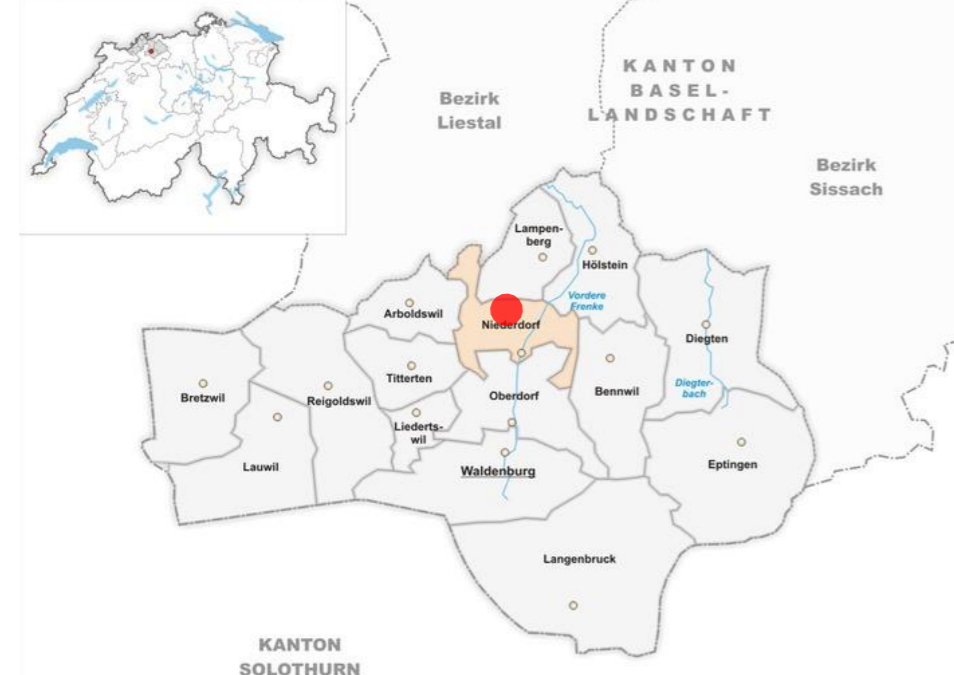 KANTON
BASEL-
LANDSCHAFT
Bezirk
Liestal
Bezirk
Sissach
Lampen-
berg
Hölstein
Vordere
Frenke
Arboldswil
Niederdorf
Diegten
Titterten
Diegter-
bach
Bretzwil
Reigoldswil
Oberdorf
Bennwil
Liederts-
wil
Lauwil
Waldenburg
Eptingen
Langenbruck
KANTON
SOLOTHURN